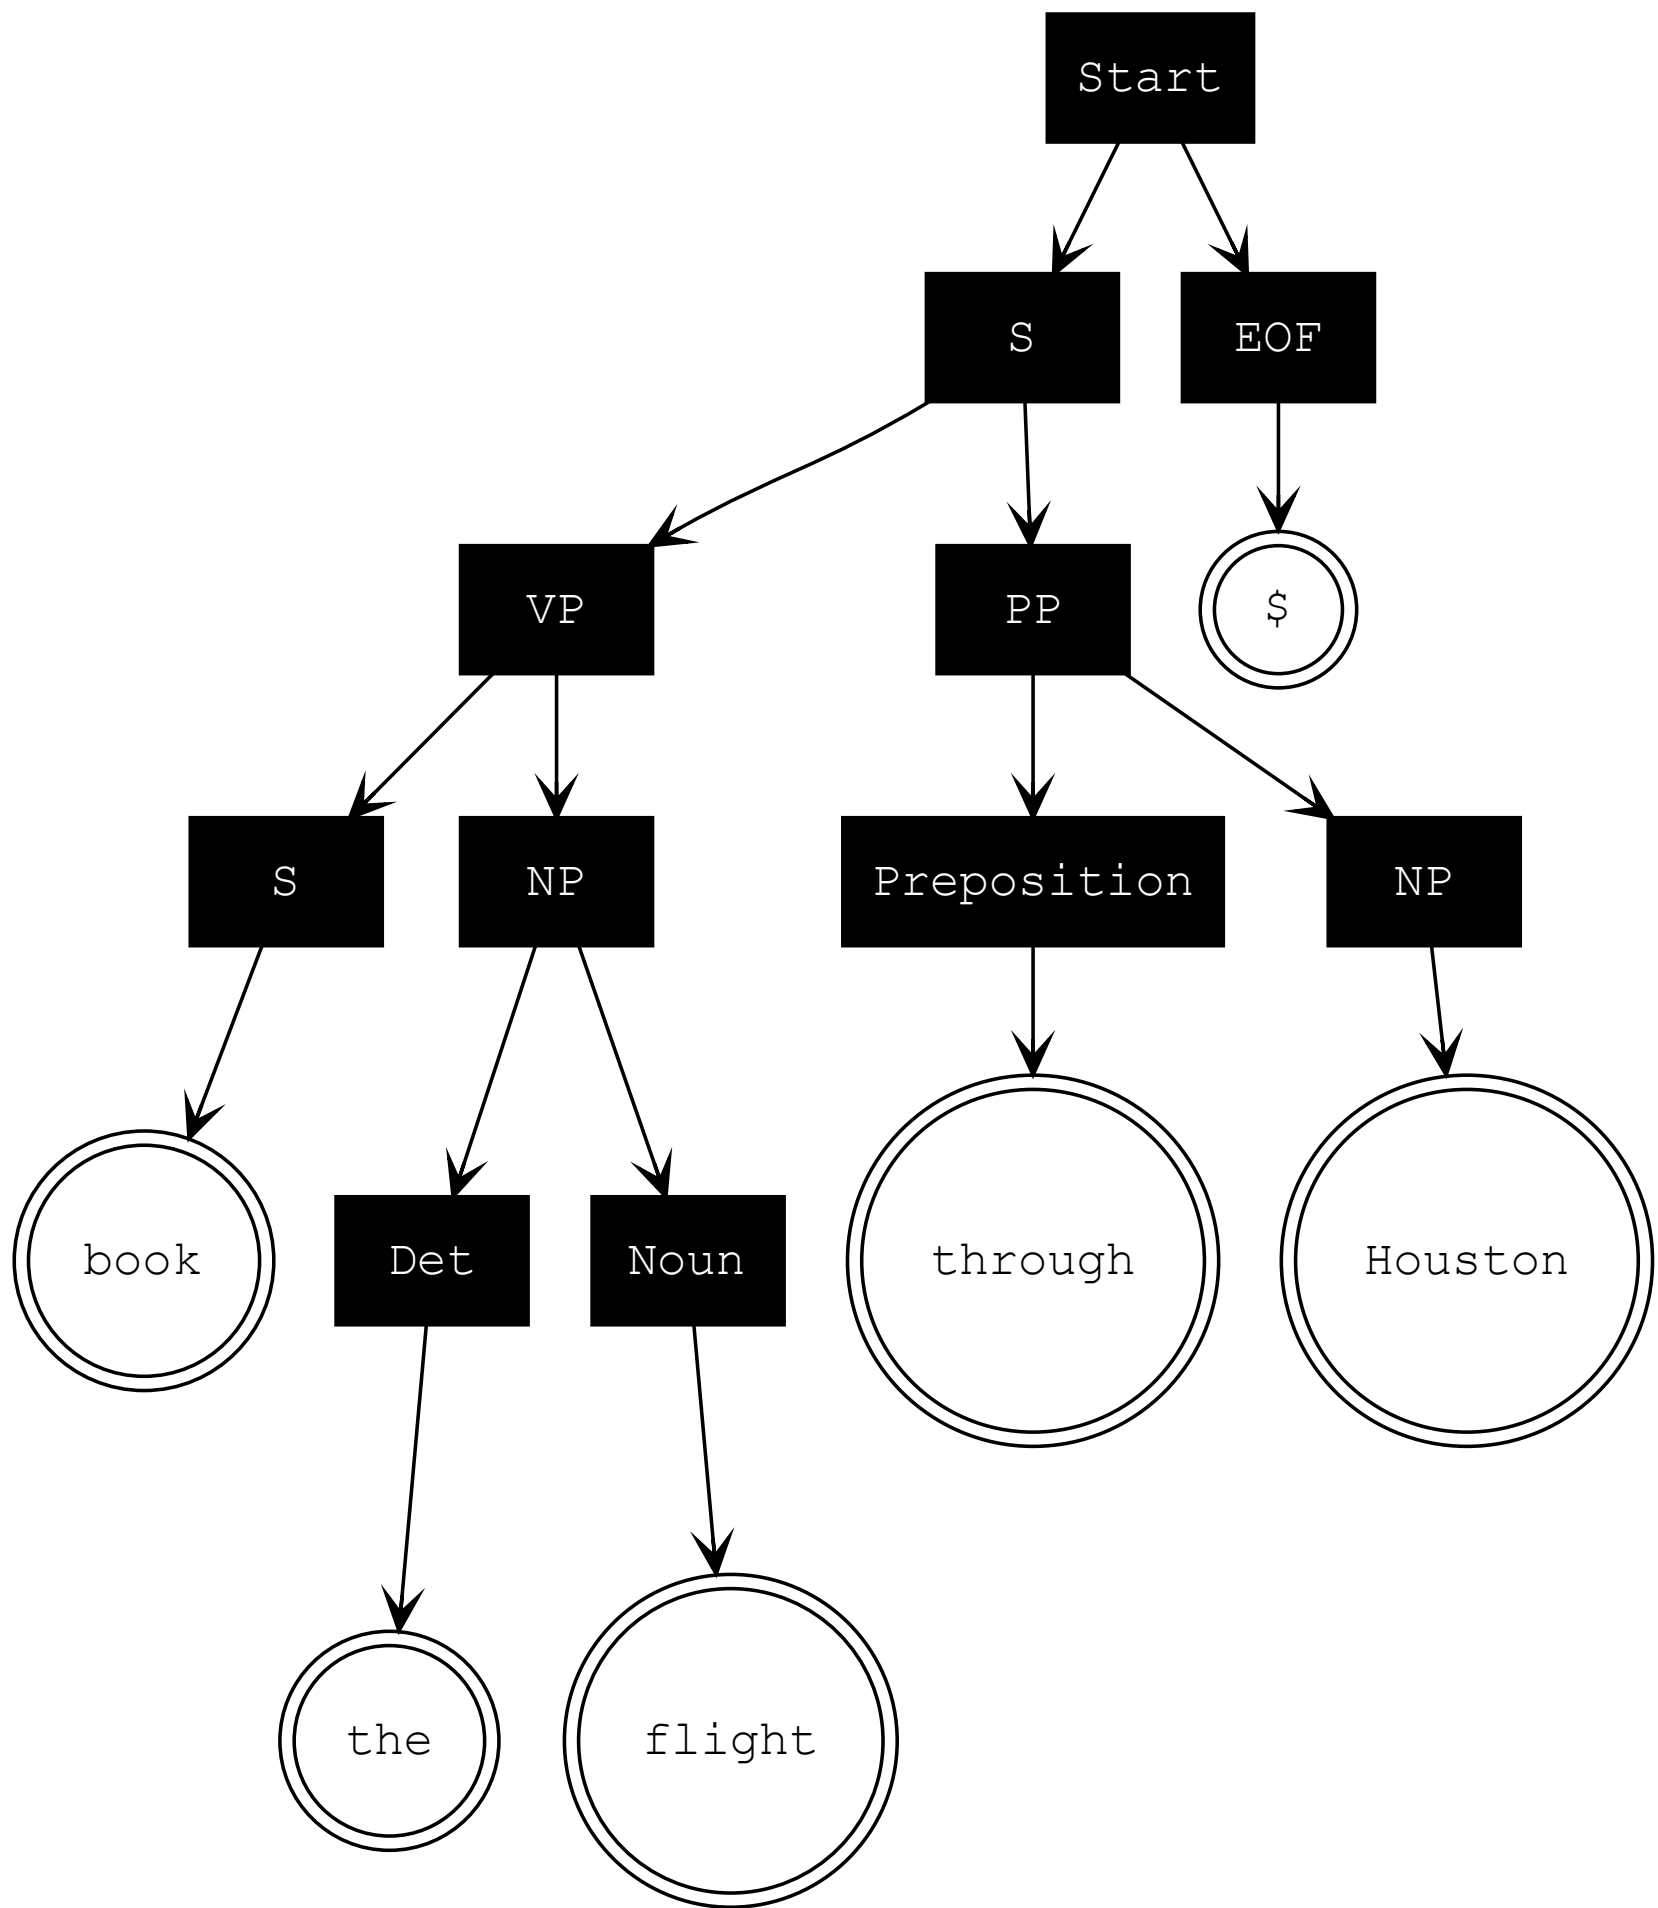 Start
S
EOF
VP
PP
$
S
NP
Preposition
NP
book
Det
Noun
through
Houston
the
flight